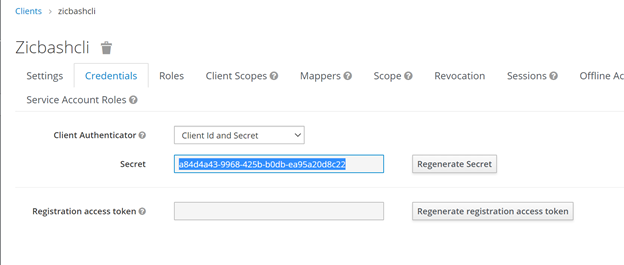 Clients > zicbashcli
Zicbashcli
Settings Credentials Roles Client Scopes Mappers Scope Revocation Sessions Offline Ac
Service Account Roles
Client Authenticator Client Id and Secret
Secret a84d4a43-9968-425b-b0db-ea95a20d8c22 Regenerate Secret
Registration access token Regenerate registration access token